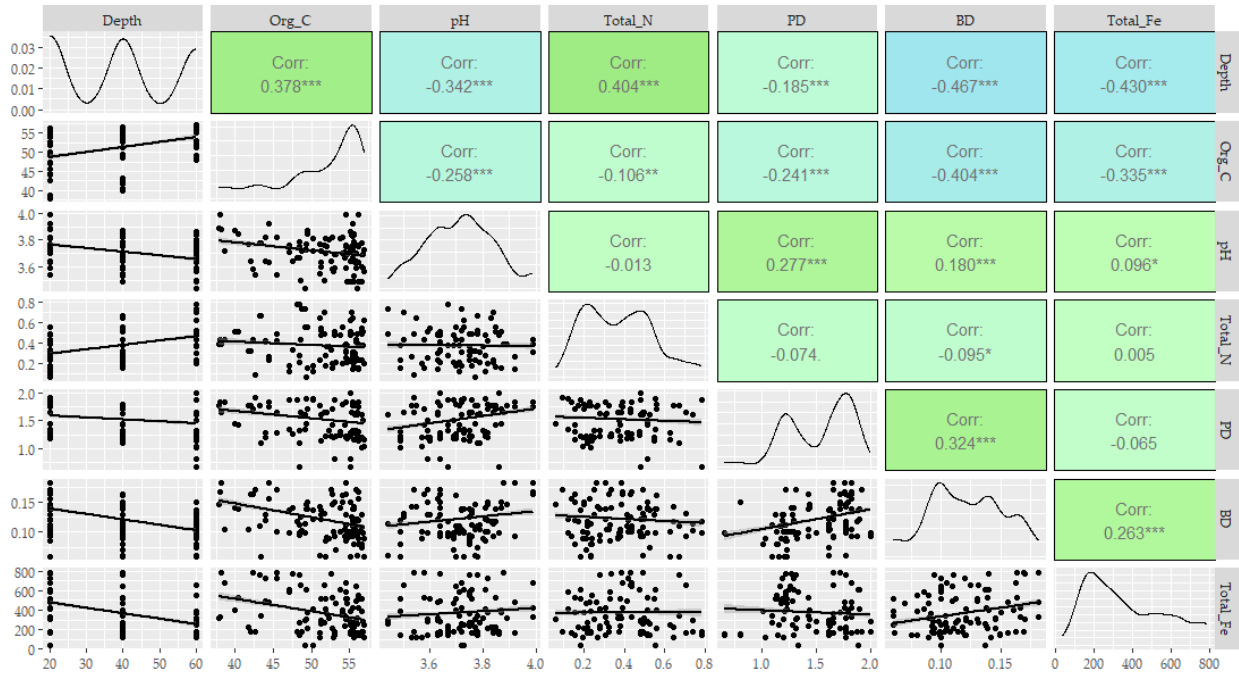 Depth Org_C pH Total_N PD BD Total_Fe
0.03
0.02
0.01
0.00
Corr:
0.378***
Corr:
-0.342***
Corr:
0.404***
Corr:
-0.185***
Corr:
-0.467***
Corr:
-0.430***
Depth
55
50
45
40
Corr:
-0.258***
Corr:
-0.106**
Corr:
-0.241***
Corr:
-0.404***
Corr:
-0.335***
Org_C
4.0
3.8
3.6
Corr:
-0.013
Corr:
0.277***
Corr:
0.180***
Corr:
0.096*
pH
0.8
0.6
0.4
0.2
Corr:
-0.074.
Corr:
-0.095*
Corr:
0.005
Total_N
2.0
1.5
1.0
Corr:
0.324***
Corr:
-0.065
PD
0.15
0.10
Corr:
0.263***
BD
800
600
400
200
0
Total_Fe
20 30 40 50 60 40 45 50 55 3.6 3.8 4.0 0.2 0.4 0.6 0.8 1.0 1.5 2.0 0.10 0.15 0 200 400 600 800